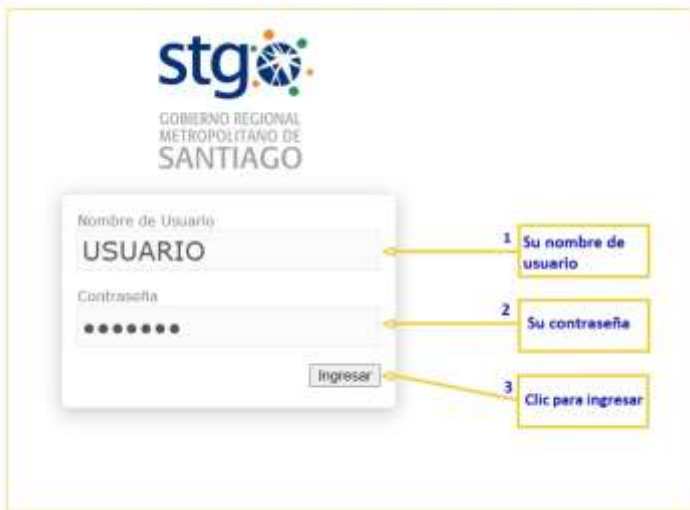 stgo
GOBIERNO REGIONAL
METROPOLITANO DE
SANTIAGO
Nombre de Usuario
USUARIO
1 Su nombre de
usuario
Contraseña
•••••••
2 Su contraseña
Ingresar
3 Clic para ingresar